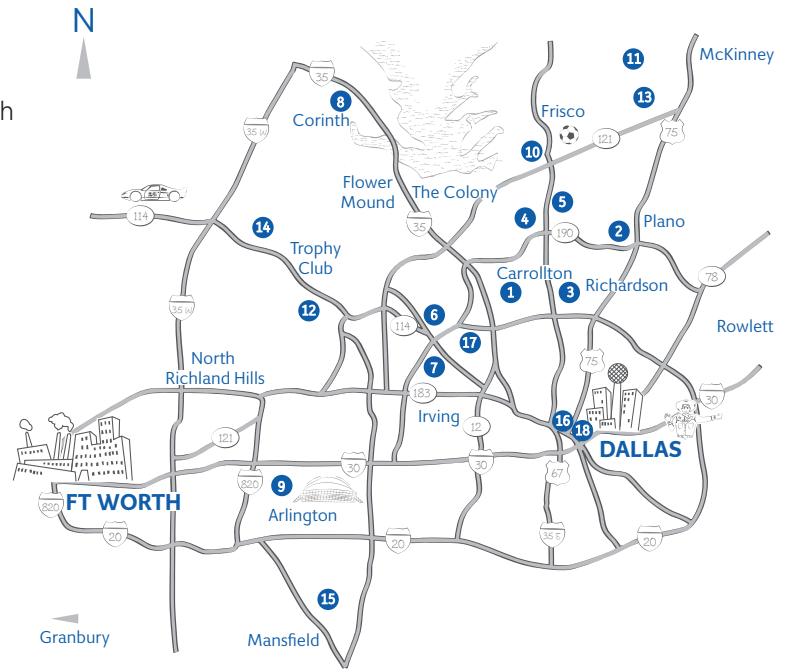 N
McKinney
11
h
35
13
8
Frisco
Corinth
35 W
121
75
10
Flower
Mound
The Colony
5
114
4
Plano
14
35
190
2
Trophy
Club
Carrollton
78
1
3
Richardson
35 W
12
6
114
Rowlett
17
North
Richland Hills
75
7
183
30
Irving
16
12
18
121
DALLAS
30
30
67
820
9
FT WORTH
820
Arlington
20
20
35 E
20
15
Granbury
Mansfield